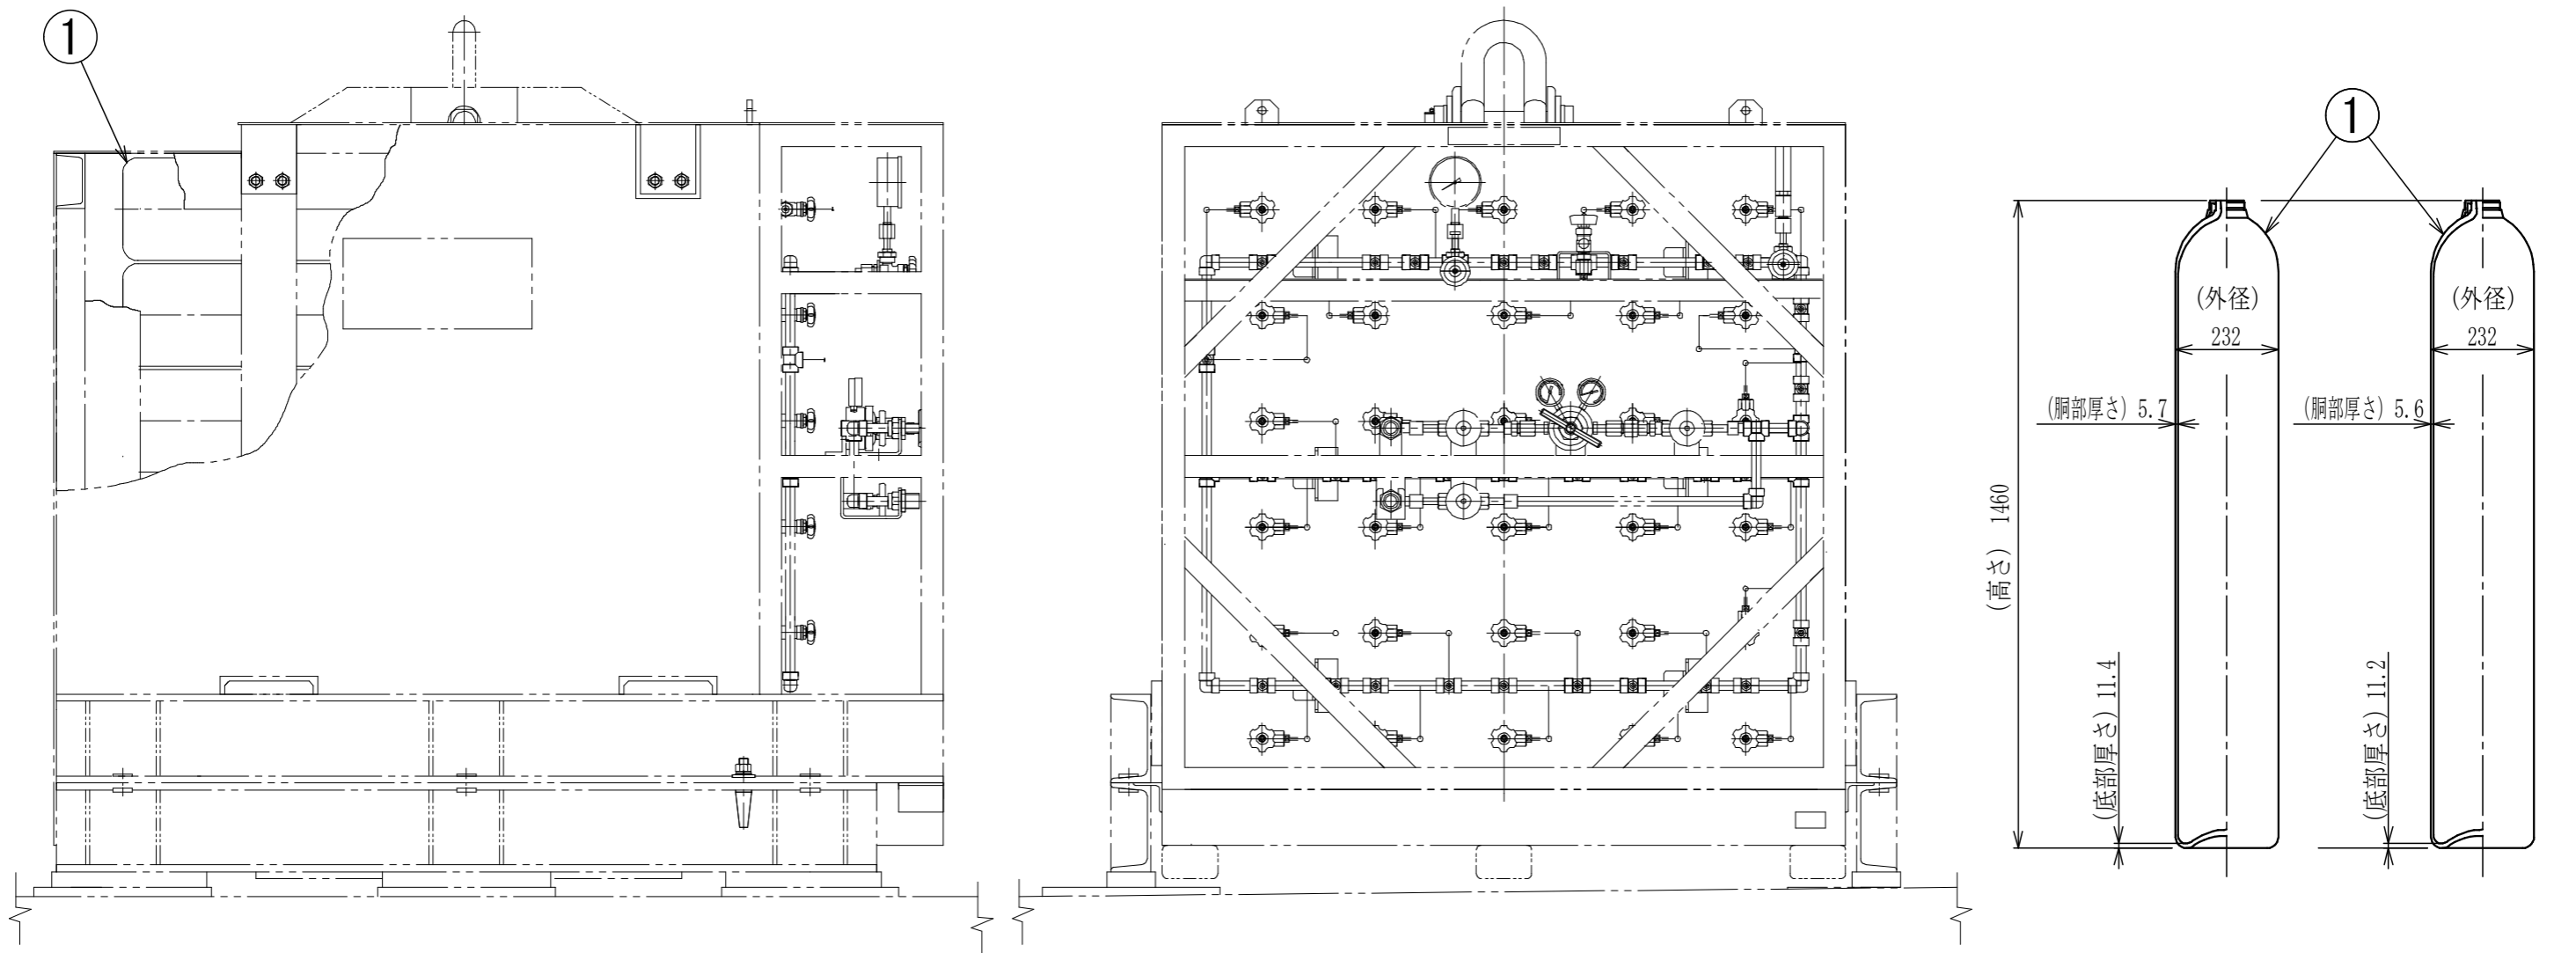 ①
①
(外径)
232
(外径)
232
(胴部厚さ) 5.7
(胴部厚さ) 5.6
(高さ) 1460
(底部厚さ) 11.4
(底部厚さ) 11.2